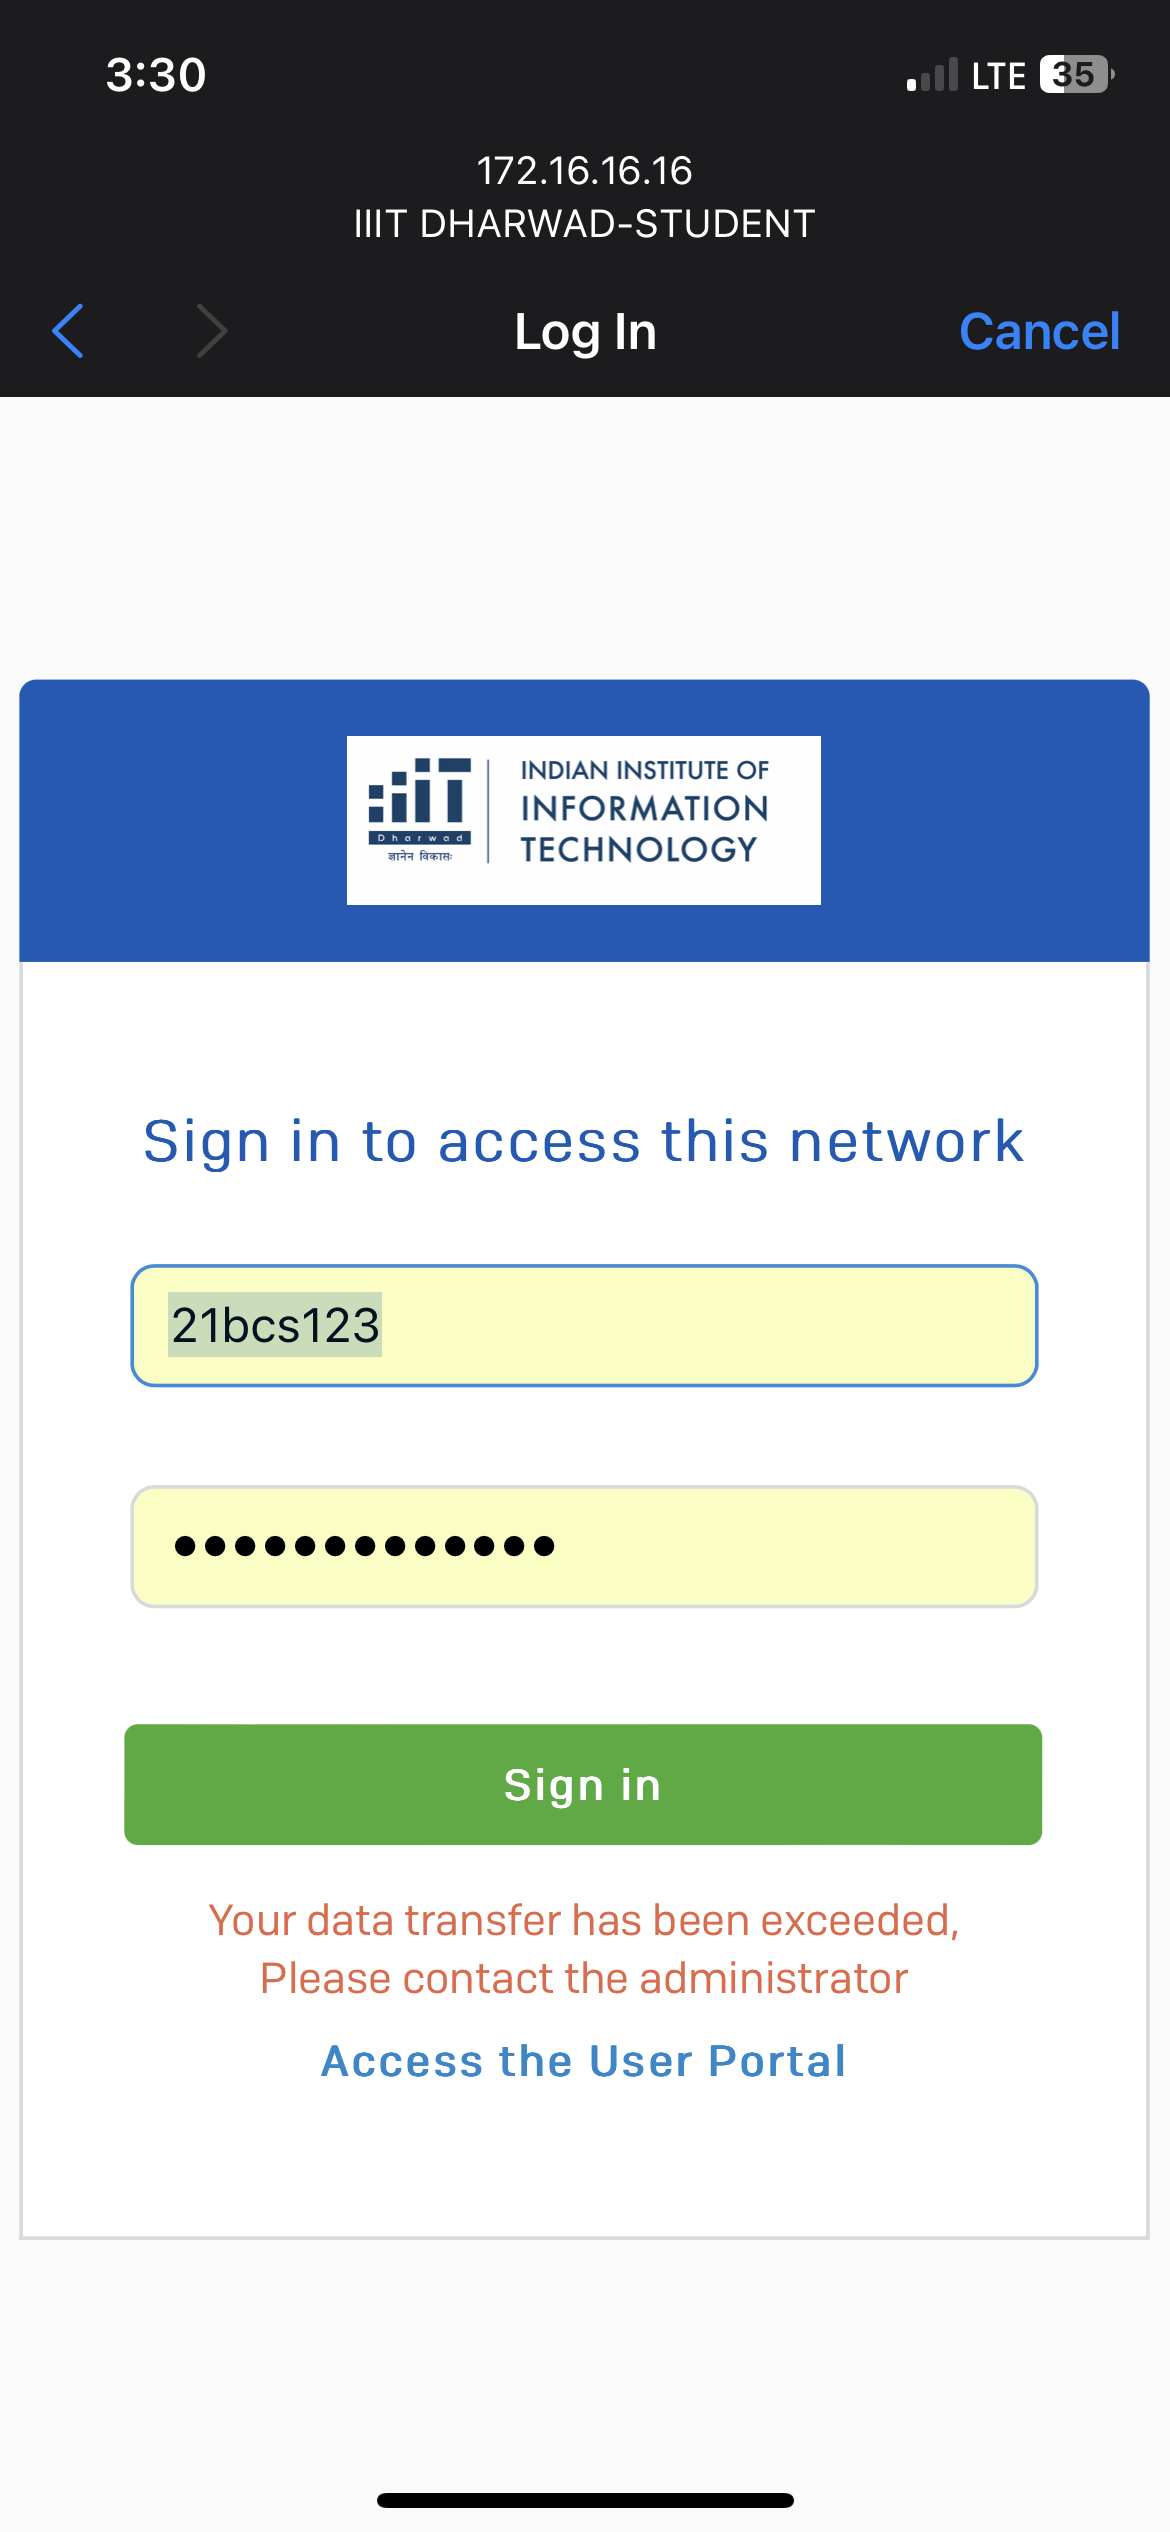 3:30
LTE 35
172.16.16.16
IIIT DHARWAD-STUDENT
Log In
Cancel
IIIT
INDIAN INSTITUTE OF
INFORMATION
TECHNOLOGY
Dharwad
ज्ञानेन विकासः
Sign in to access this network
21bcs123
•••••••••••••
Sign in
Your data transfer has been exceeded,
Please contact the administrator
Access the User Portal